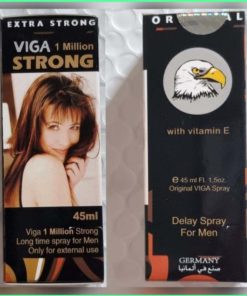 EXTRA STRONG
VIGA 1 Million
STRONG
45ml
Viga 1 Million Strong
Long time spray for Men
Only for external use
with vitamin E
℮ 45 ml Fl. 1.5oz.
Original VIGA Spray
Delay Spray
For Men
GERMANY
صنع في ألمانيا